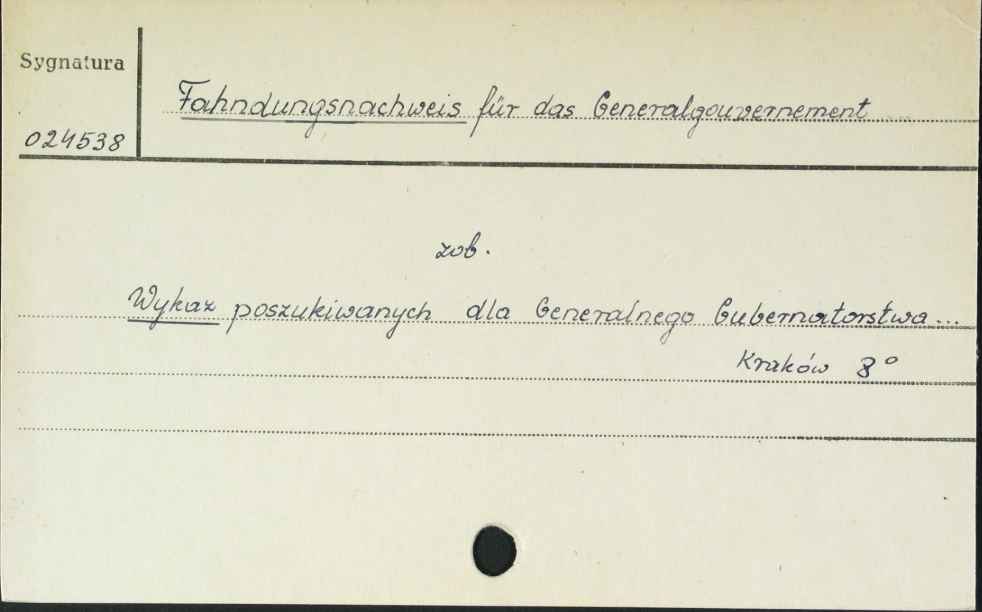 Sygnatura
Fahndungsnachweis für das Generalgouvernement
024538
zob.
Wykaz poszukiwanych dla Generalnego Gubernatorstwa...
Kraków 8°